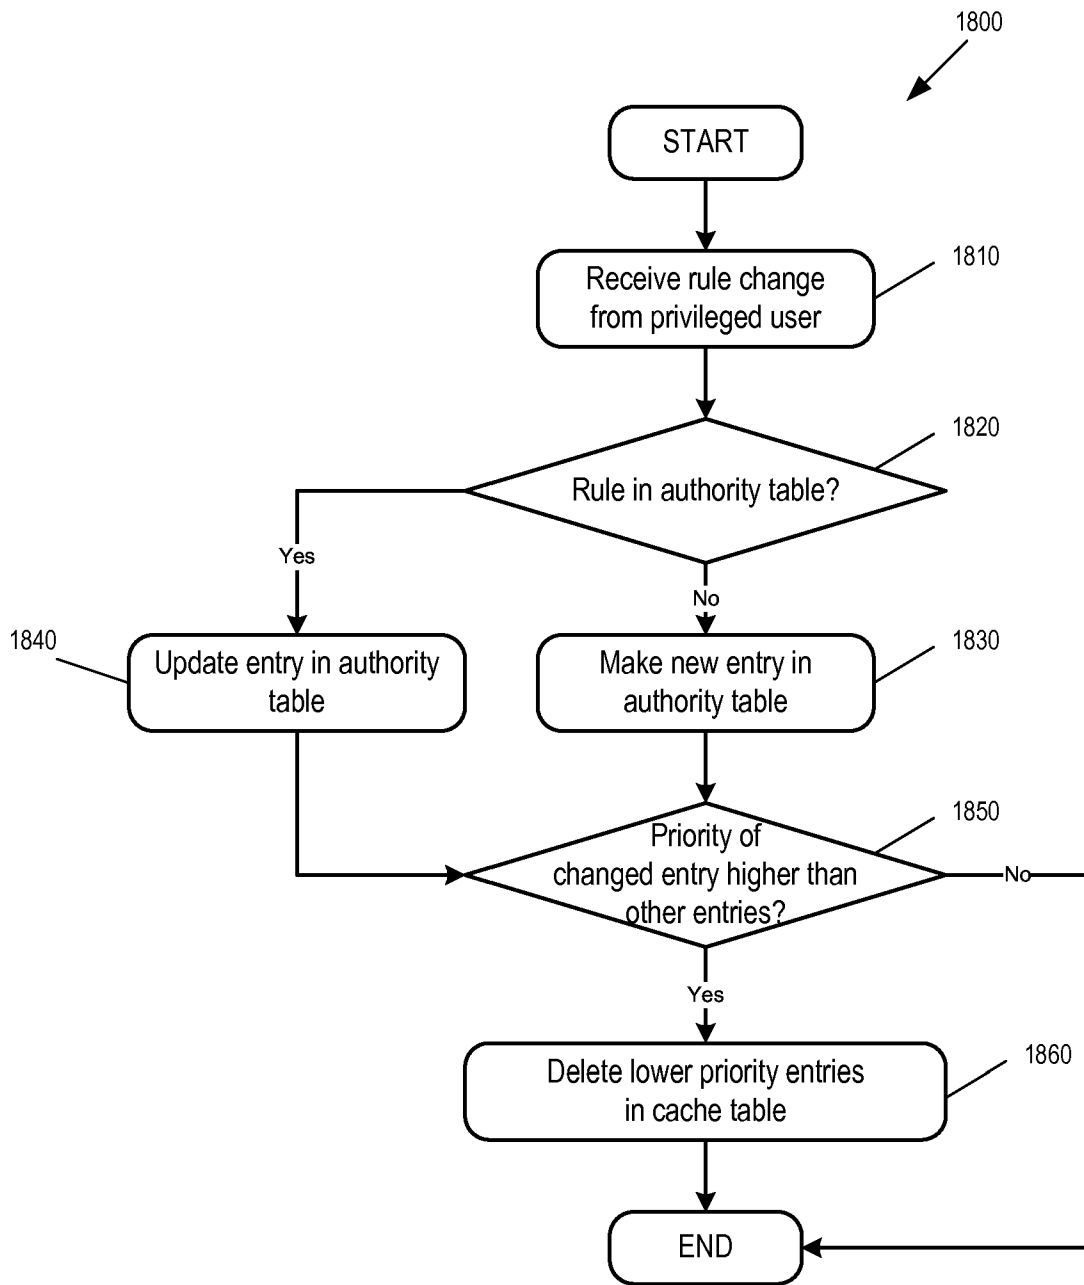 1800
START
1810
Receive rule change
from privileged user
1820
Rule in authority table?
Yes
No
1840
Update entry in authority
table
1830
Make new entry in
authority table
1850
Priority of
changed entry higher than
other entries?
No
Yes
1860
Delete lower priority entries
in cache table
END